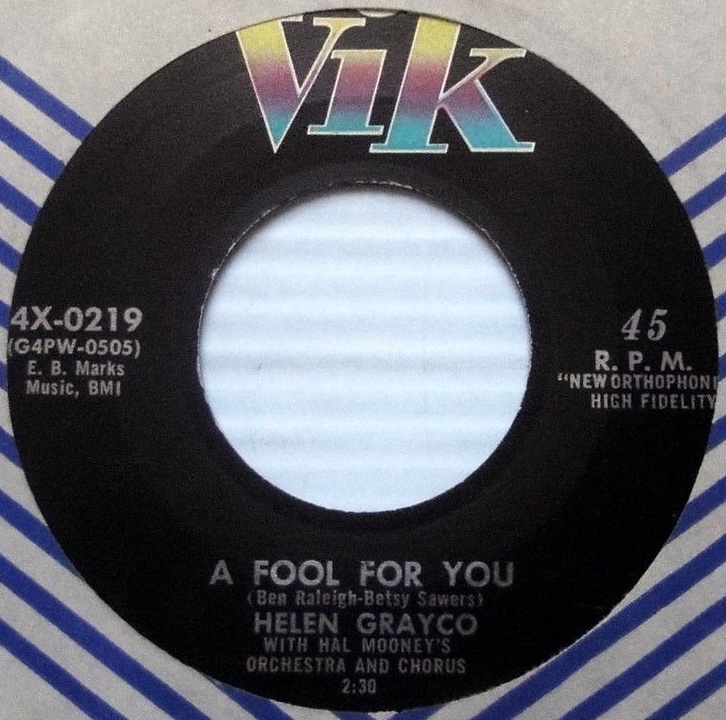 Vik
4X-0219
(G4PW-0505)
E. B. Marks
Music, BMI
45
R. P. M.
"NEW ORTHOPHONI
HIGH FIDELITY
A FOOL FOR YOU
(Ben Raleigh-Betsy Sawers)
HELEN GRAYCO
WITH HAL MOONEY'S
ORCHESTRA AND CHORUS
2:30